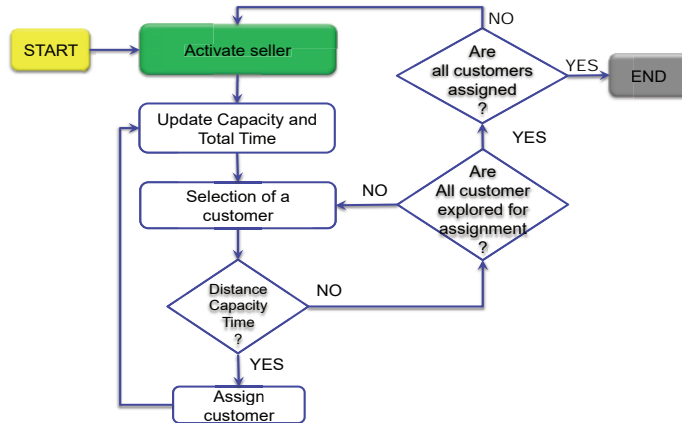 START
Activate seller
NO
Are
all customers
assigned
?
YES
END
Update Capacity and
Total Time
YES
Are
All customer
explored for
assignment
?
NO
Selection of a
customer
Distance
Capacity
Time
?
NO
YES
Assign
customer